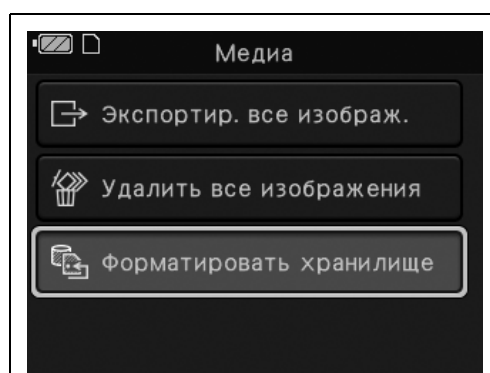 Медиа
Экспортир. все изображ.
Удалить все изображения
Форматировать хранилище